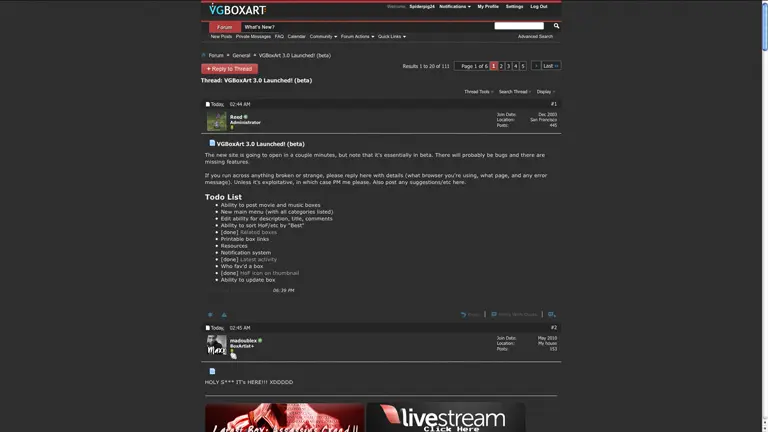 VGBOXART
Welcome, Spiderpig24 Notifications My Profile Settings Log Out
Forum What's New?
New Posts Private Messages FAQ Calendar Community Forum Actions Quick Links Advanced Search
Forum General VGBoxArt 3.0 Launched! (beta)
+ Reply to Thread
Results 1 to 20 of 111
Page 1 of 6 1 2 3 4 5 Last
Thread: VGBoxArt 3.0 Launched! (beta)
Thread Tools Search Thread Display
Today, 02:44 AM #1
Reed
Administrator
Join Date: Dec 2003
Location: San Francisco
Posts: 445
VGBoxArt 3.0 Launched! (beta)
The new site is going to open in a couple minutes, but note that it's essentially in beta. There will probably be bugs and there are
missing features.
If you run across anything broken or strange, please reply here with details (what browser you're using, what page, and any error
message). Unless it's exploitative, in which case PM me please. Also post any suggestions/etc here.
Todo List
Ability to post movie and music boxes
New main menu (with all categories listed)
Edit ability for description, title, comments
Ability to sort HoF/etc by "Best"
[done] Related boxes
Printable box links
Resources
Notification system
[done] Latest activity
Who fav'd a box
[done] HoF icon on thumbnail
Ability to update box
06:39 PM
Reply
Today, 02:45 AM #2
madoublex
BoxArtist+
Join Date: May 2010
Location: My house
Posts: 153
HOLY S*** IT's HERE!!! XDDDDD
Latest Box: Assassins Creed II
livestream
Click Here